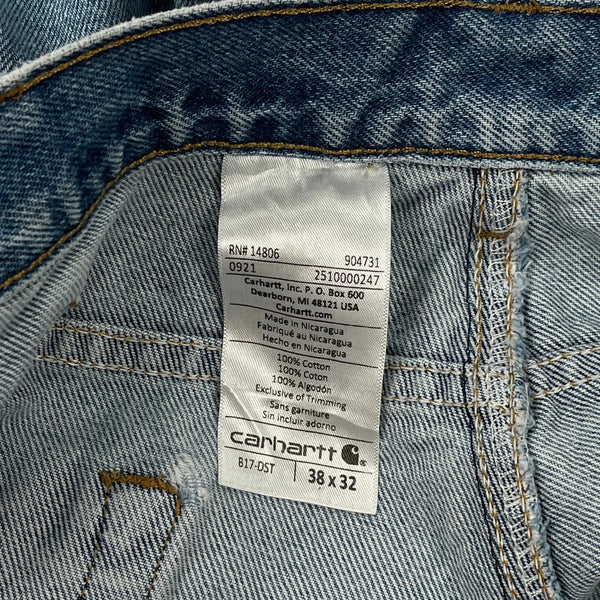 RN# 14806 904731
0921 2510000247
Carhartt, Inc. P. O. Box 600
Dearborn, MI 48121 USA
Carhartt.com
Made in Nicaragua
Fabriqué au Nicaragua
Hecho en Nicaragua
100% Cotton
100% Coton
100% Algodón
Exclusive of Trimming
Sans garniture
Sin incluir adorno
carhartt ®
B17-DST 38 x 32